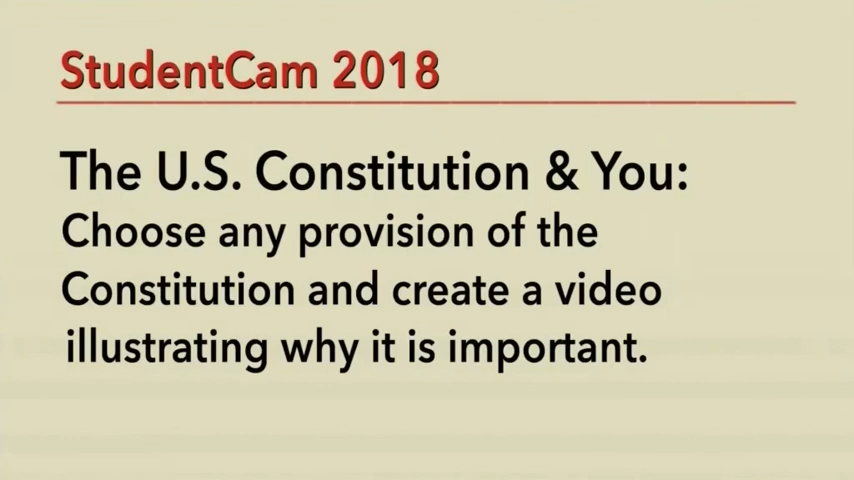 StudentCam 2018
The U.S. Constitution & You:
Choose any provision of the
Constitution and create a video
illustrating why it is important.